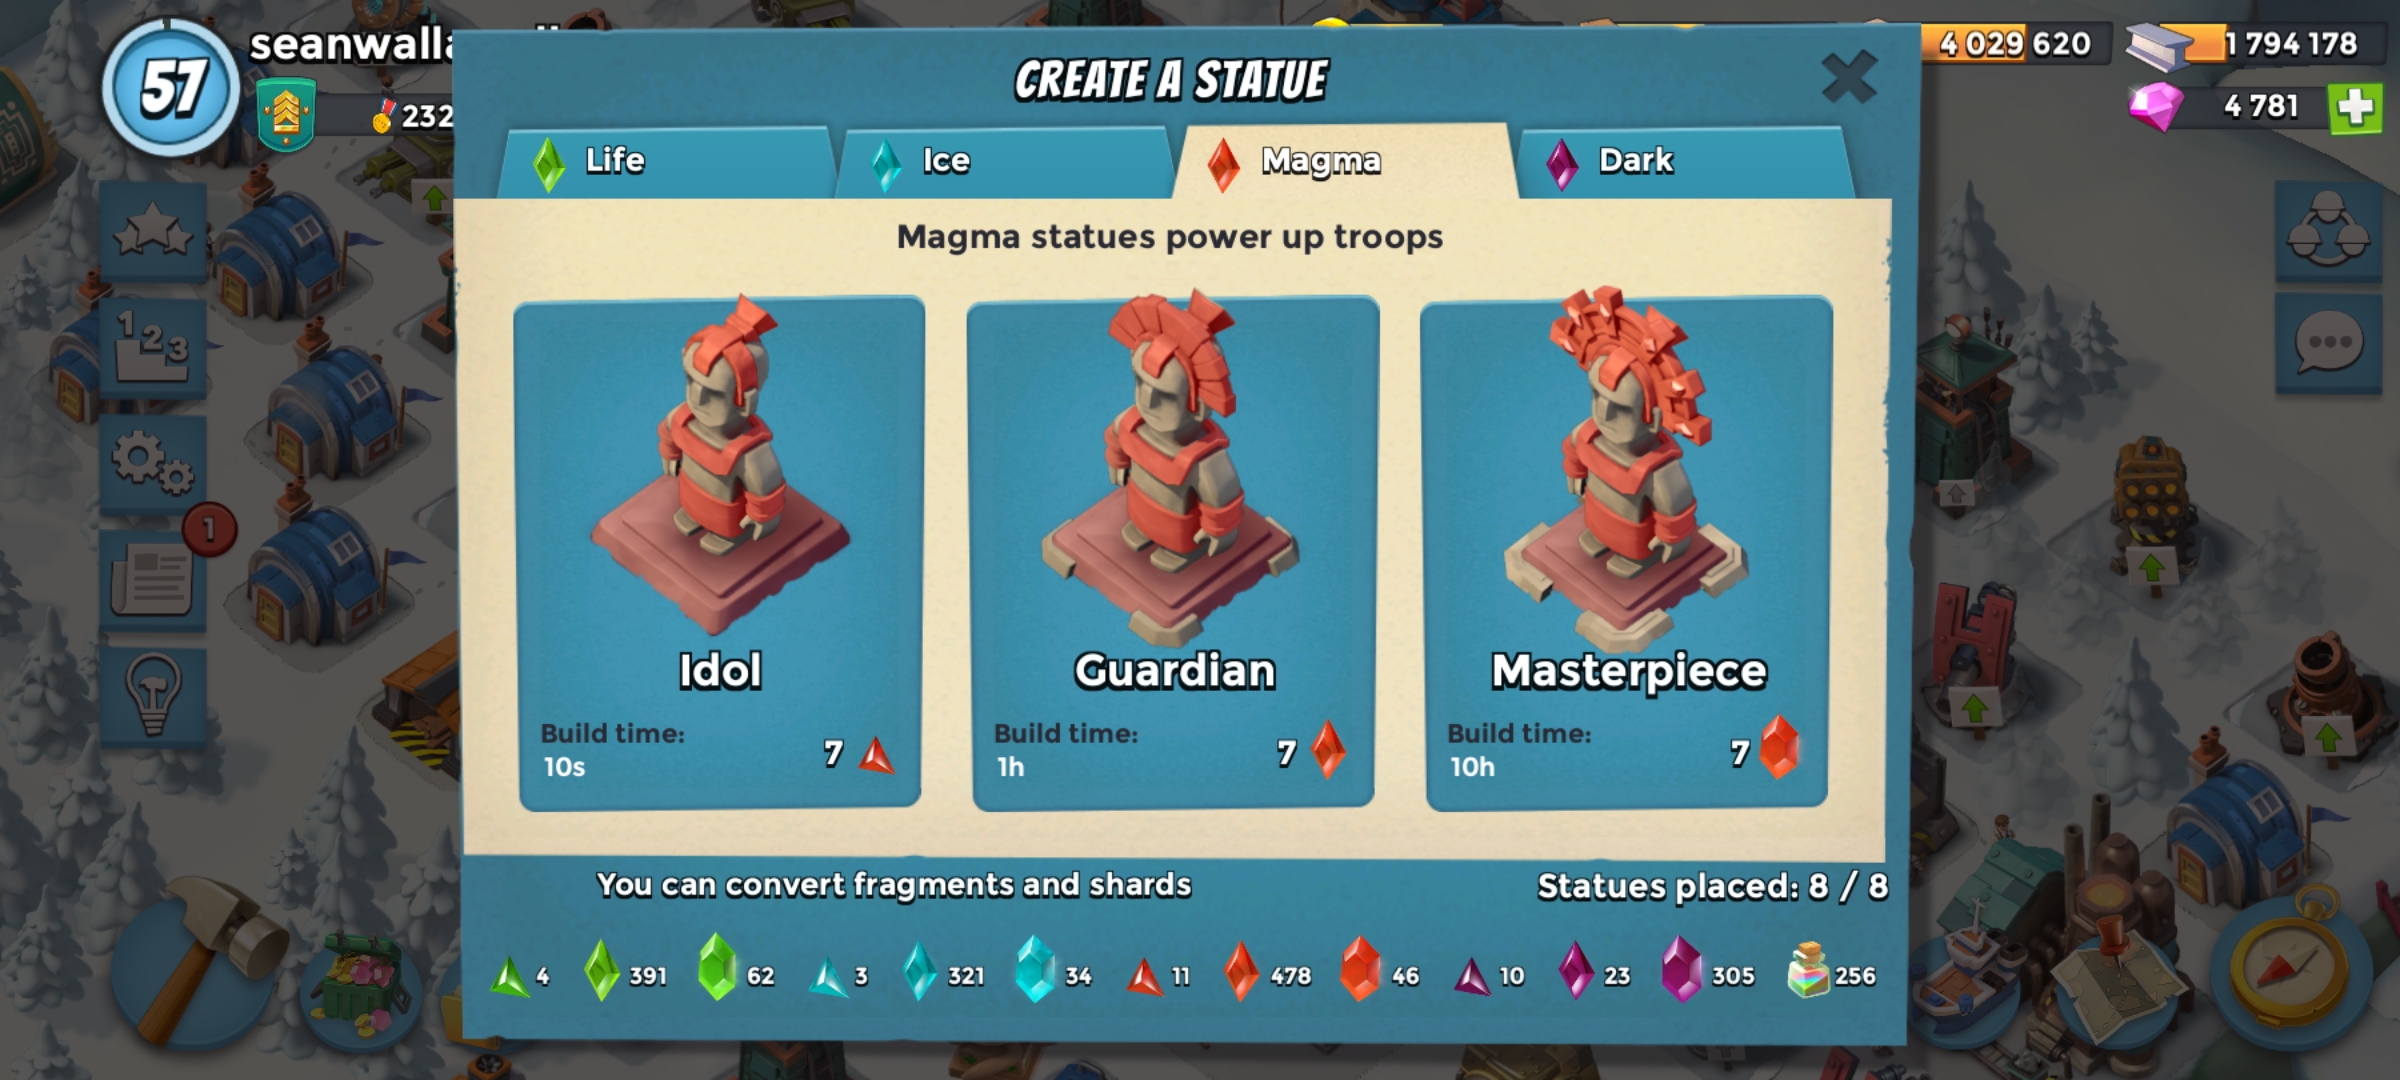 57
232
4 029 620
1 794 178
4 781
CREATE A STATUE
Life
Ice
Magma
Dark
Magma statues power up troops
123
1
Idol
Build time:
10s
7
Guardian
Build time:
1h
7
Masterpiece
Build time:
10h
7
You can convert fragments and shards
Statues placed: 8 / 8
4
391
62
3
321
34
11
478
46
10
23
305
256